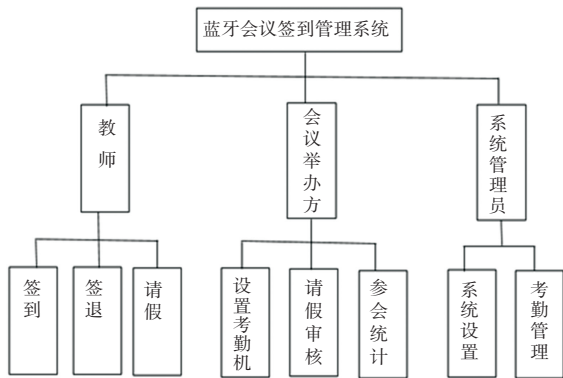 蓝牙会议签到管理系统
教师
会议举办方
系统管理员
签到
签退
请假
设置考勤机
请假审核
参会统计
系统设置
考勤管理